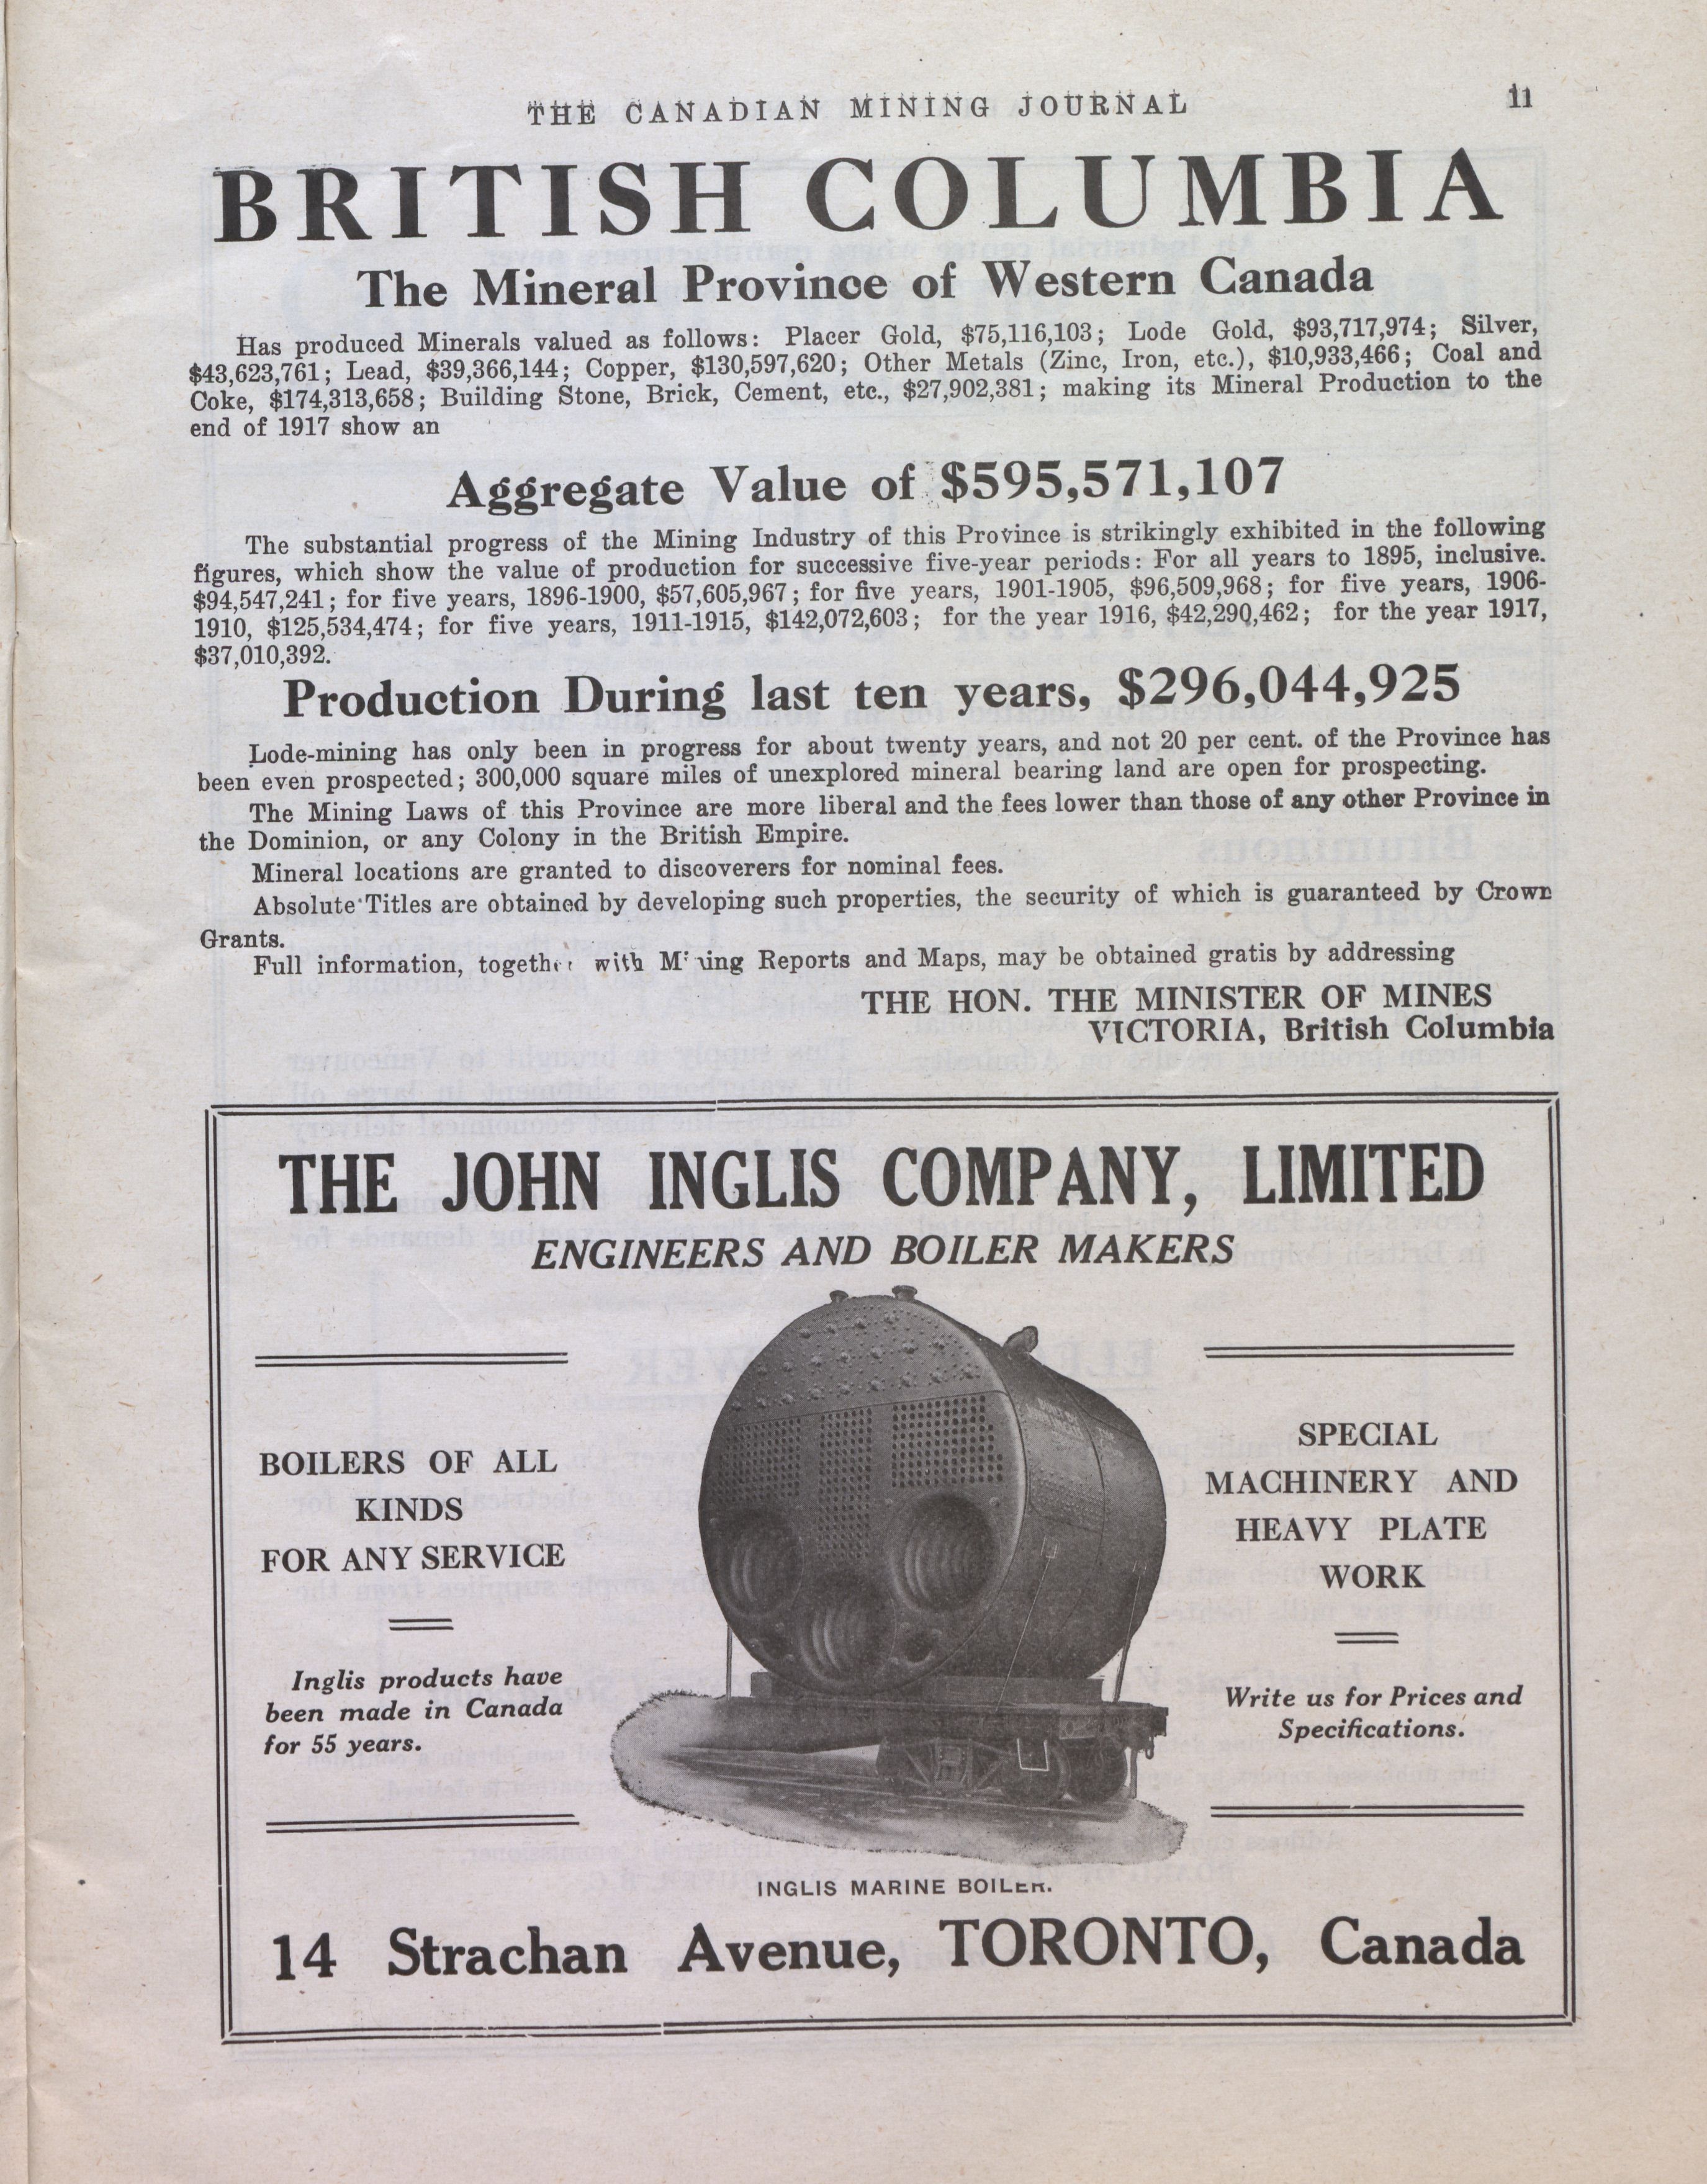 THE CANADIAN MINING JOURNAL 11
BRITISH COLUMBIA
The Mineral Province of Western Canada
Has produced Minerals valued as follows: Placer Gold, $75,116,103; Lode Gold, $93,717,974; Silver,
$43,623,761; Lead, $39,366,144; Copper, $130,597,620; Other Metals (Zinc, Iron, etc.), $10,933,466; Coal and
Coke, $174,313,658; Building Stone, Brick, Cement, etc., $27,902,381; making its Mineral Production to the
end of 1917 show an
Aggregate Value of $595,571,107
The substantial progress of the Mining Industry of this Province is strikingly exhibited in the following
figures, which show the value of production for successive five-year periods: For all years to 1895, inclusive.
$94,547,241; for five years, 1896-1900, $57,605,967; for five years, 1901-1905, $96,509,968; for five years, 1906-
1910, $125,534,474; for five years, 1911-1915, $142,072,603; for the year 1916, $42,290,462; for the year 1917,
$37,010,392.
Production During last ten years, $296,044,925
Lode-mining has only been in progress for about twenty years, and not 20 per cent. of the Province has
been even prospected; 300,000 square miles of unexplored mineral bearing land are open for prospecting.
The Mining Laws of this Province are more liberal and the fees lower than those of any other Province in
the Dominion, or any Colony in the British Empire.
Mineral locations are granted to discoverers for nominal fees.
Absolute Titles are obtained by developing such properties, the security of which is guaranteed by Crown
Grants.
Full information, together with Mining Reports and Maps, may be obtained gratis by addressing
THE HON. THE MINISTER OF MINES
VICTORIA, British Columbia
THE JOHN INGLIS COMPANY, LIMITED
ENGINEERS AND BOILER MAKERS
BOILERS OF ALL
KINDS
FOR ANY SERVICE
Inglis products have
been made in Canada
for 55 years.
SPECIAL
MACHINERY AND
HEAVY PLATE
WORK
Write us for Prices and
Specifications.
INGLIS MARINE BOILER.
14 Strachan Avenue, TORONTO, Canada